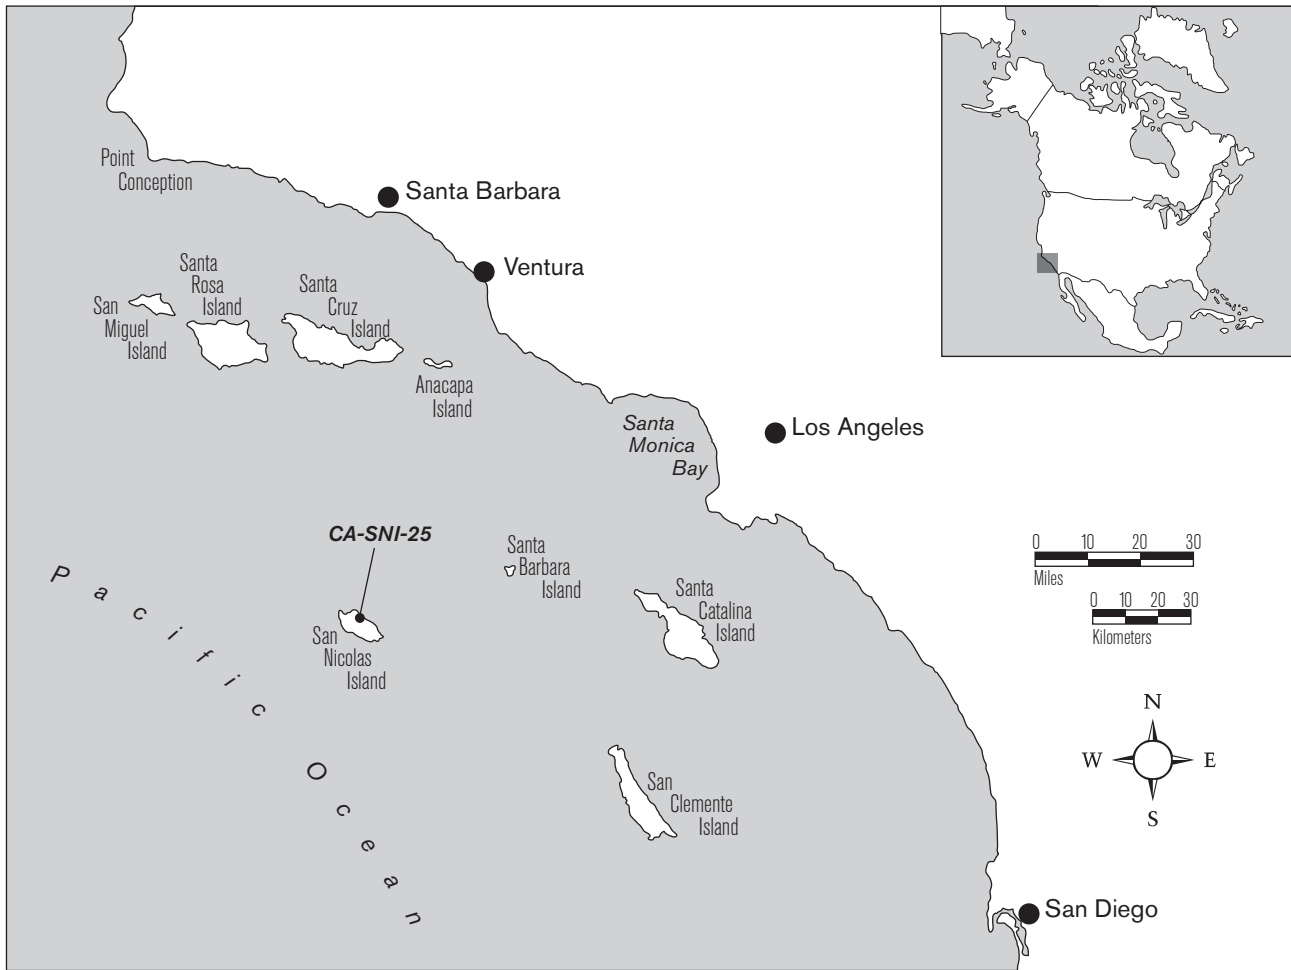 Point
Conception
Santa Barbara
Ventura
Santa
Rosa
Island
San
Miguel
Island
Santa
Cruz
Island
Anacapa
Island
Santa
Monica
Bay
Los Angeles
CA-SNI-25
Santa
Barbara
Island
San
Nicolas
Island
Santa
Catalina
Island
San
Clemente
Island
Pacific Ocean
0 10 20 30
Miles
0 10 20 30
Kilometers
N
W E
S
San Diego